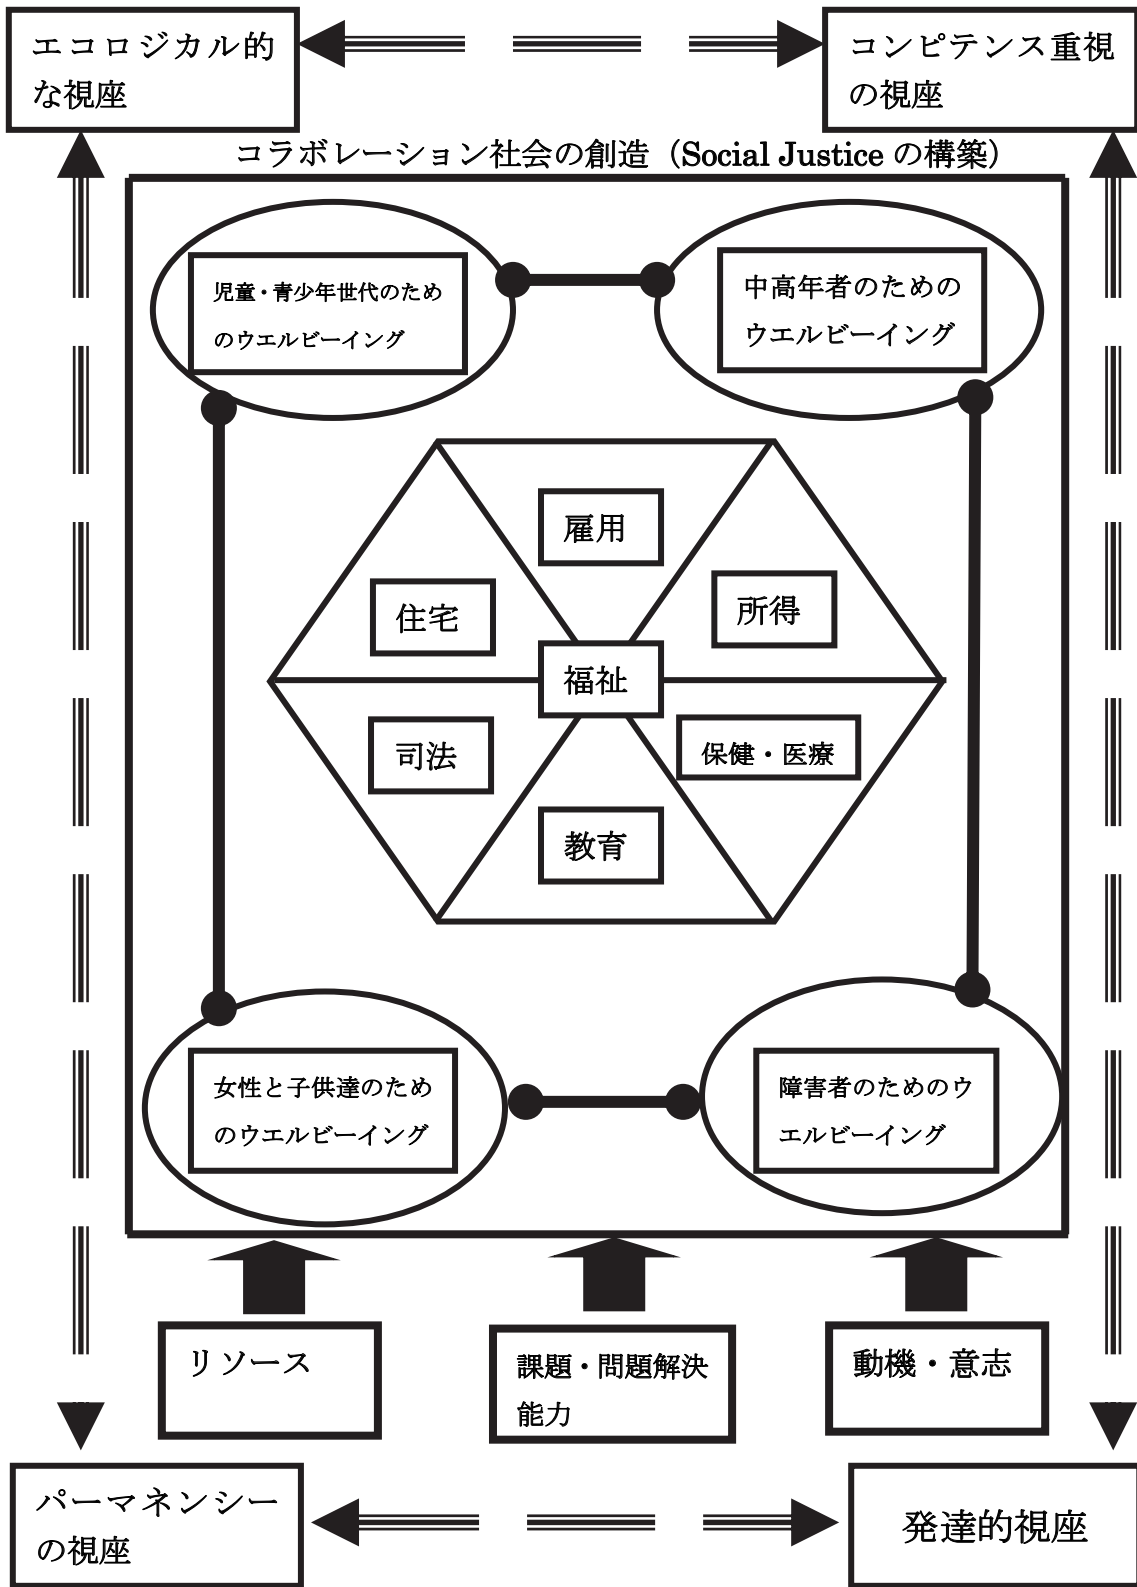 エコロジカル的
な視座
コンピテンス重視
の視座
コラボレーション社会の創造（Social Justice の構築）
児童・青少年世代のため
のウエルビーイング
中高年者のための
ウエルビーイング
雇用
住宅
所得
福祉
司法
保健・医療
教育
女性と子供達のため
のウエルビーイング
障害者のためのウ
エルビーイング
リソース
課題・問題解決
能力
動機・意志
パーマネンシー
の視座
発達的視座